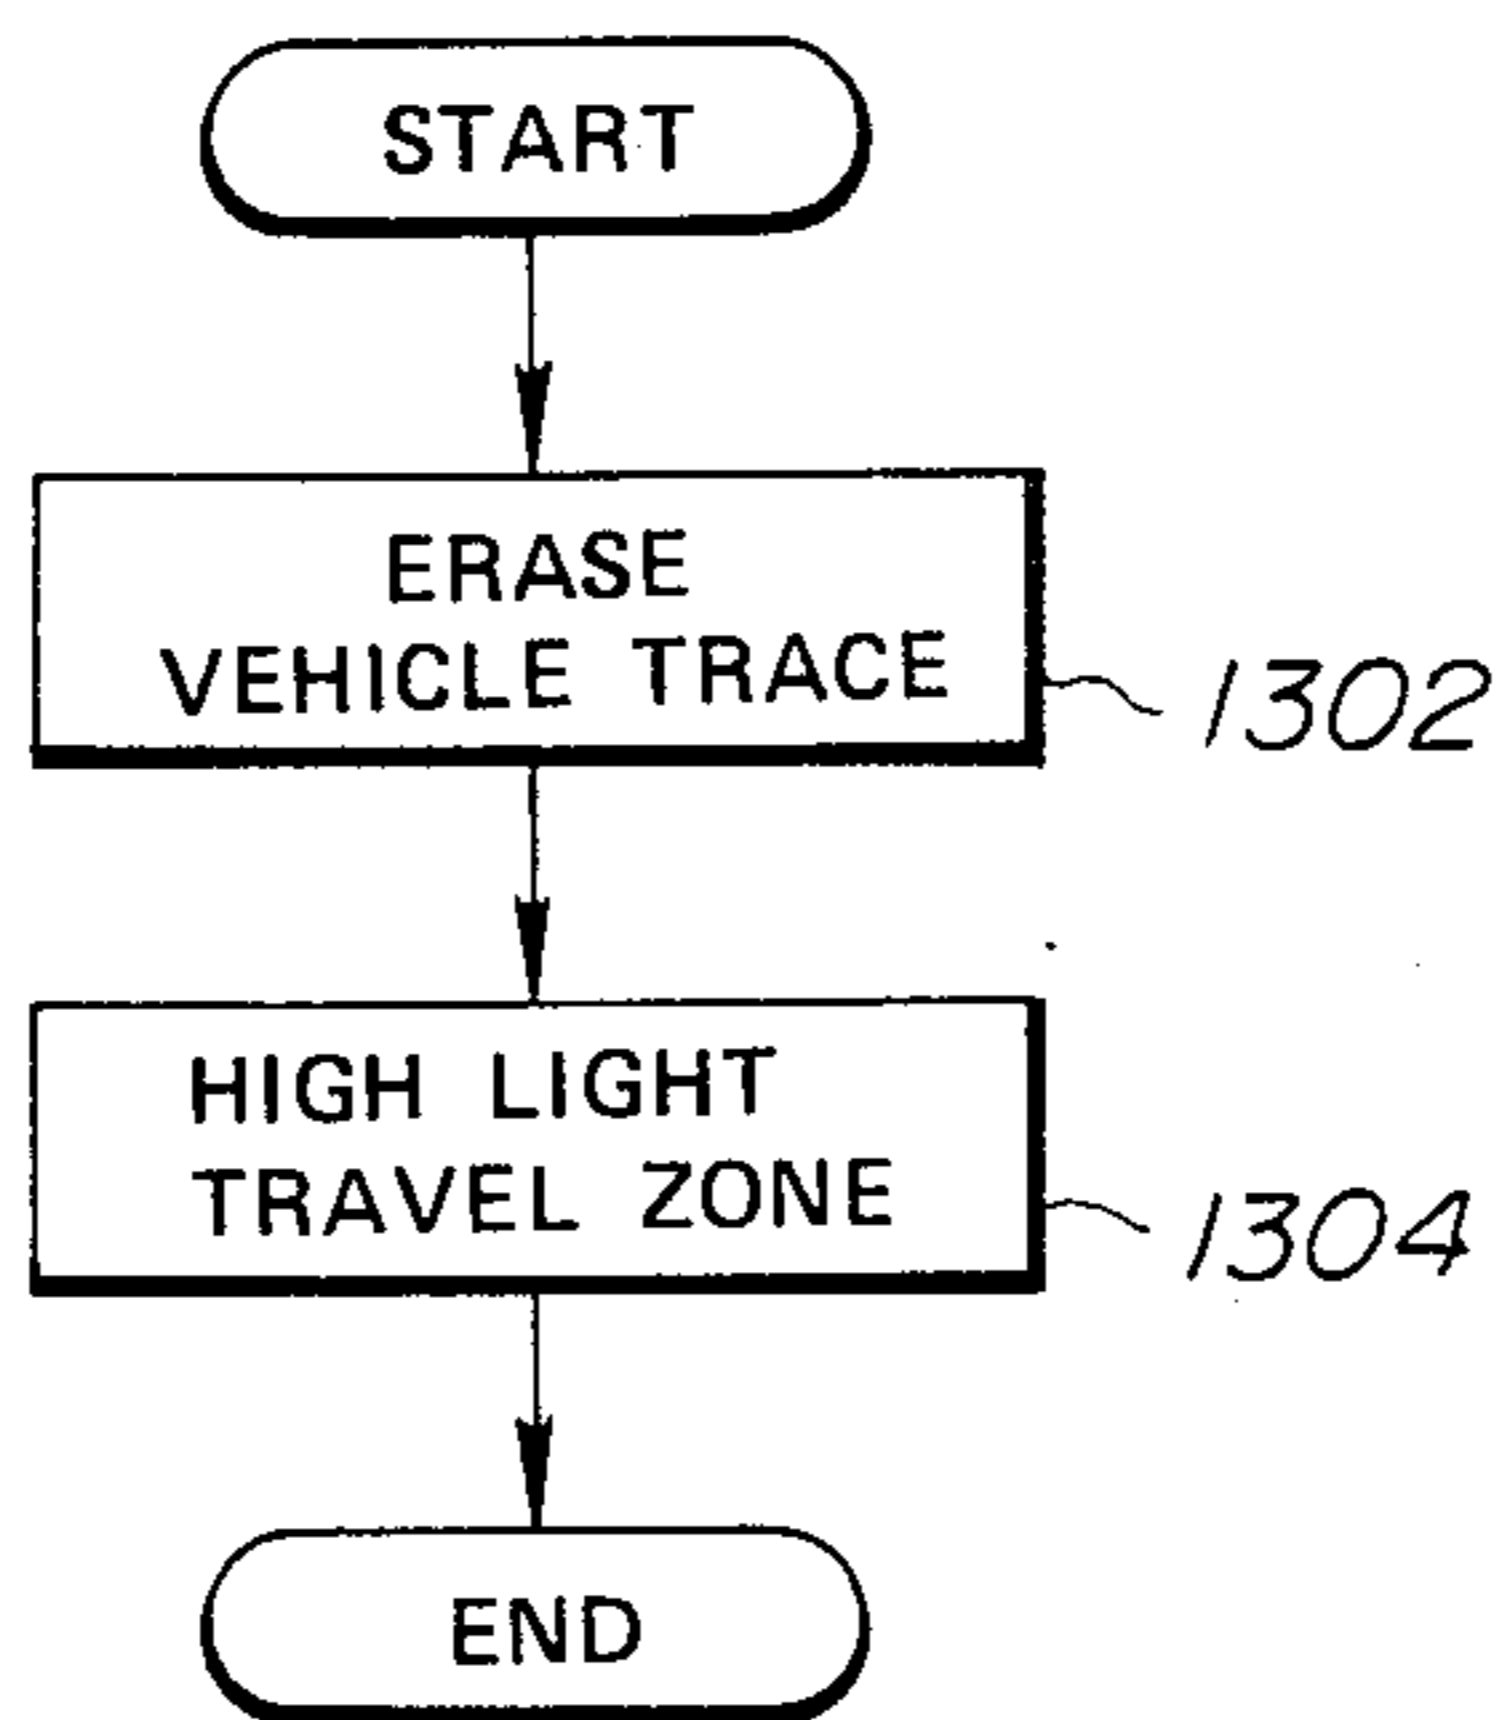 START
ERASE
VEHICLE TRACE
1302
HIGH LIGHT
TRAVEL ZONE
1304
END